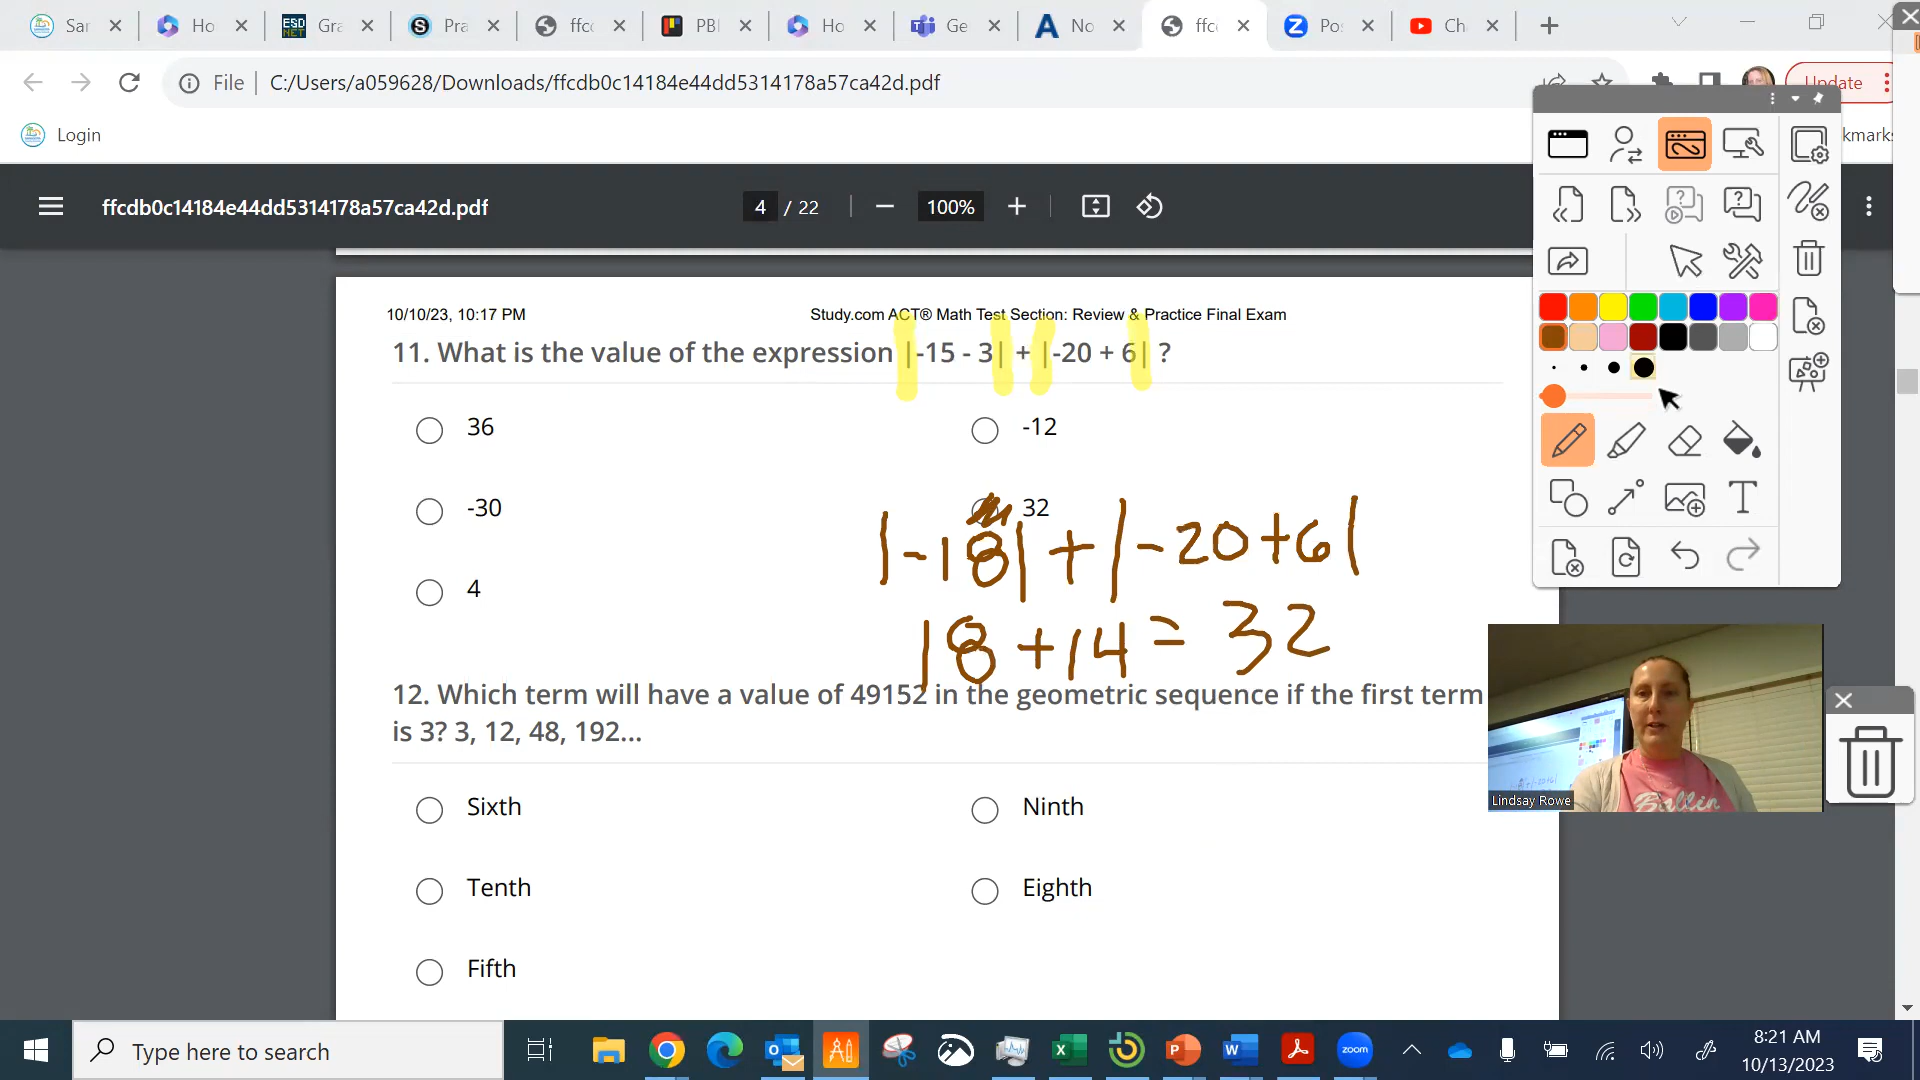 Sar
Ho
Gra
Pra
ffc
PBI
Ho
Ge
No
ffc
Pos
Ch
File
C:/Users/a059628/Downloads/ffcdb0c14184e44dd5314178a57ca42d.pdf
Update
Login
kmarks
ffcdb0c14184e44dd5314178a57ca42d.pdf
4 / 22
100%
10/10/23, 10:17 PM
Study.com ACT® Math Test Section: Review & Practice Final Exam
11. What is the value of the expression |-15 - 3| + |-20 + 6| ?
36
-12
-30
32
4
|-18| + |-20+6|
18 + 14 = 32
12. Which term will have a value of 49152 in the geometric sequence if the first term
is 3? 3, 12, 48, 192...
Sixth
Ninth
Tenth
Eighth
Fifth
Lindsay Rowe
Type here to search
zoom
8:21 AM
10/13/2023